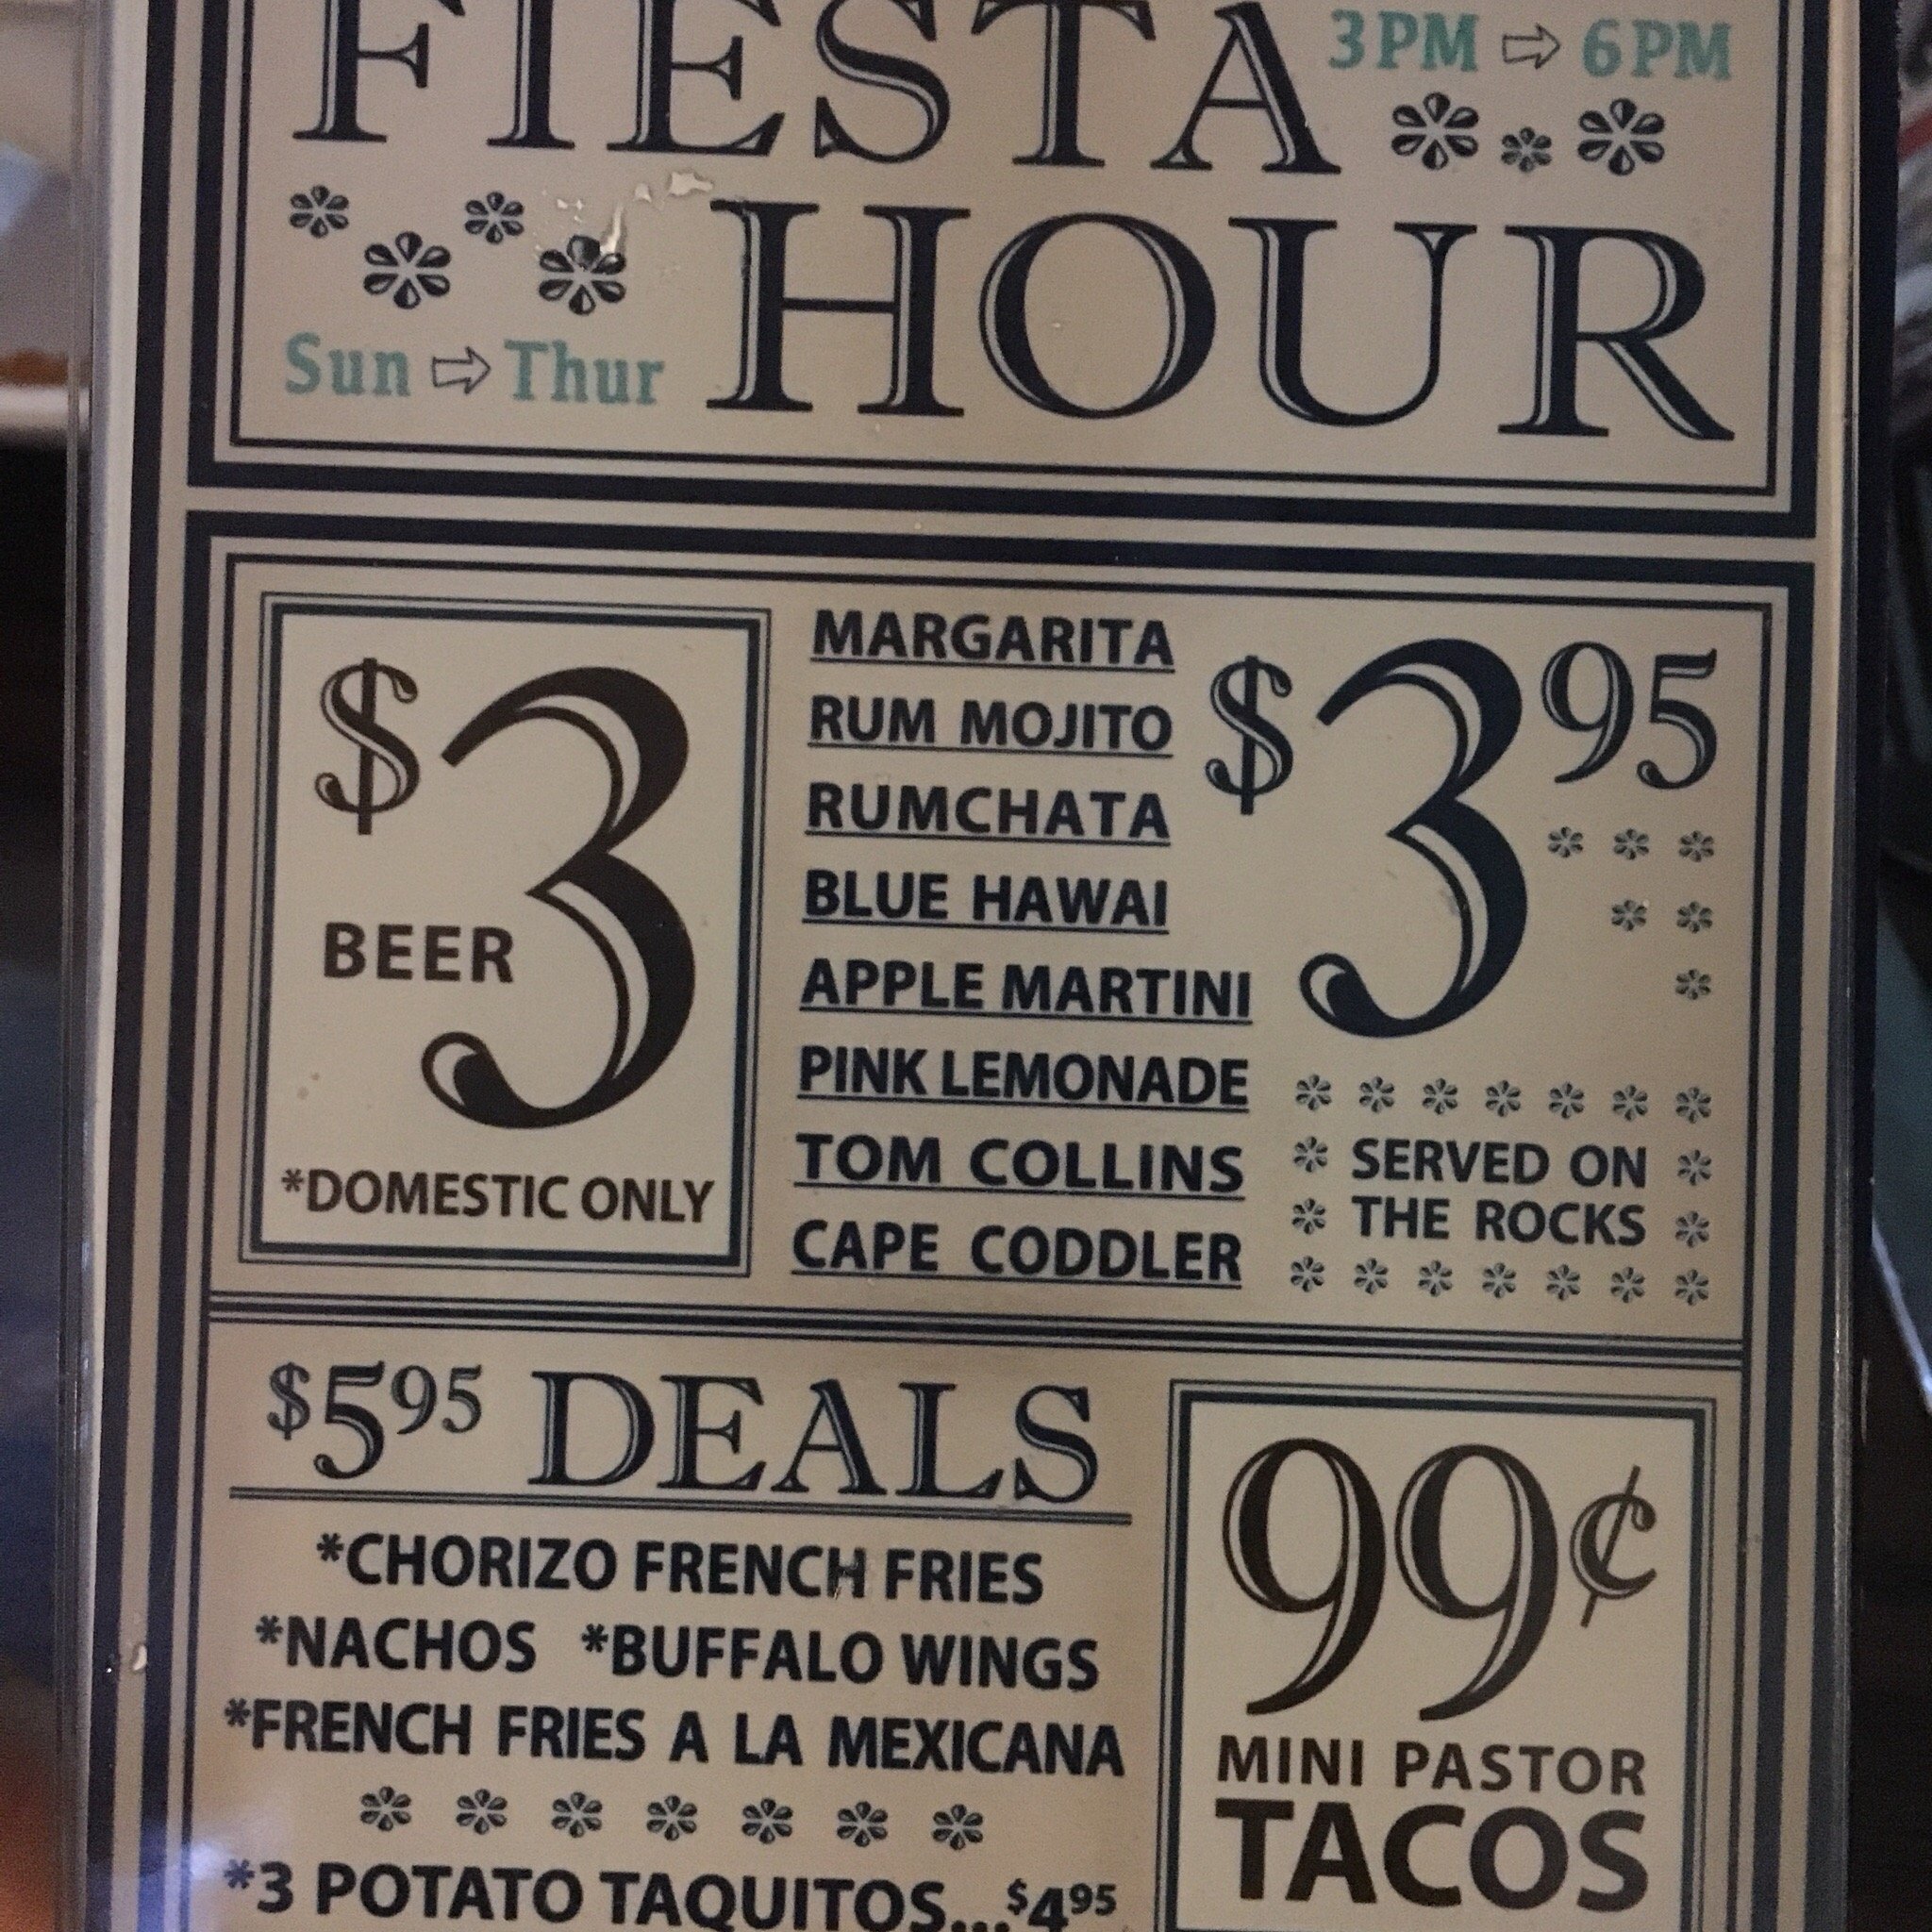 FIESTA 3PM ⇨ 6PM
HOUR
Sun ⇨ Thur
$3
BEER
*DOMESTIC ONLY
MARGARITA
RUM MOJITO
RUMCHATA
BLUE HAWAI
APPLE MARTINI
PINK LEMONADE
TOM COLLINS
CAPE CODDLER
$3 95
SERVED ON
THE ROCKS
$5 95 DEALS
*CHORIZO FRENCH FRIES
*NACHOS *BUFFALO WINGS
*FRENCH FRIES A LA MEXICANA
*3 POTATO TAQUITOS...$4 95
99¢
MINI PASTOR
TACOS